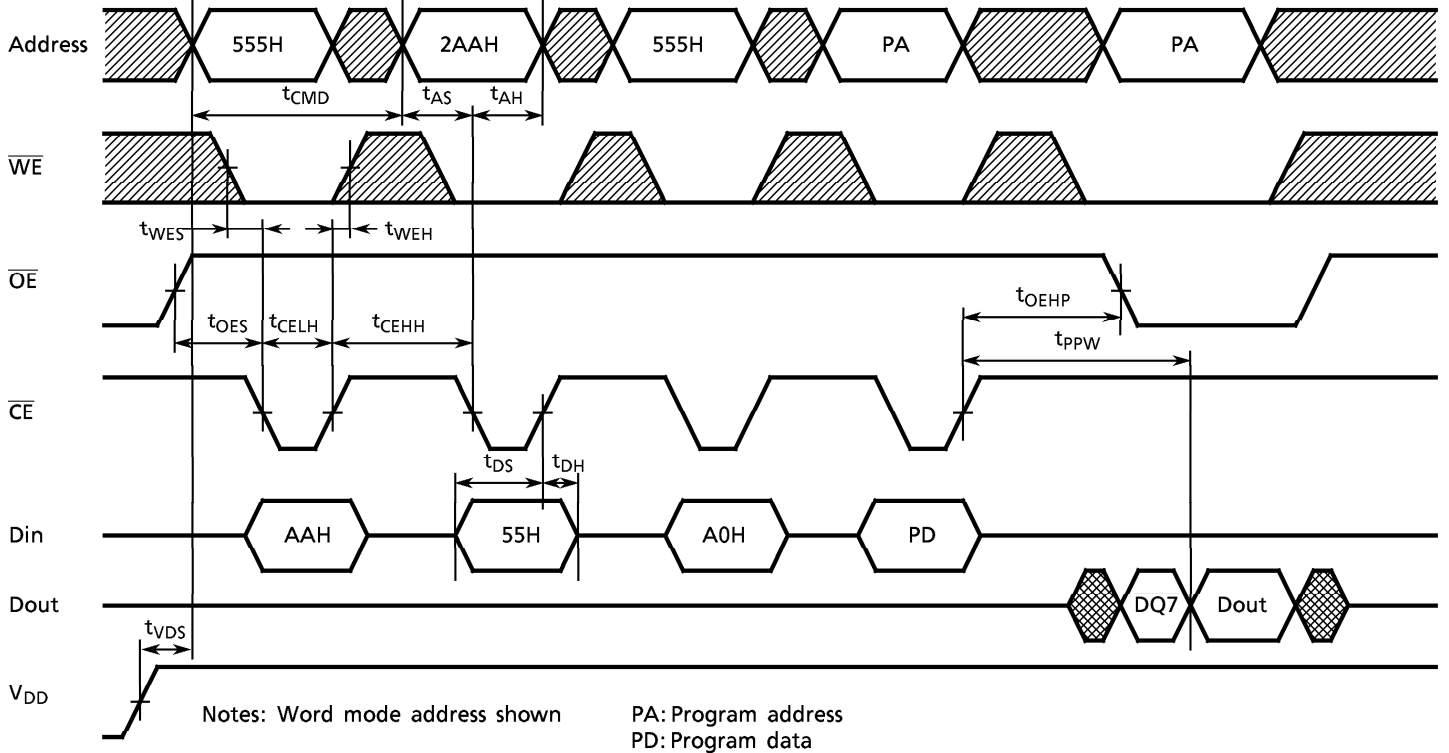 Address 555H 2AAH 555H PA PA
tCMD tAS tAH
WE
tWES tWEH
OE
tOEHP
tOES tCELH tCEHH
tPPW
CE
tDS tDH
Din AAH 55H A0H PD
Dout DQ7 Dout
tVDS
VDD
Notes: Word mode address shown PA: Program address
PD: Program data